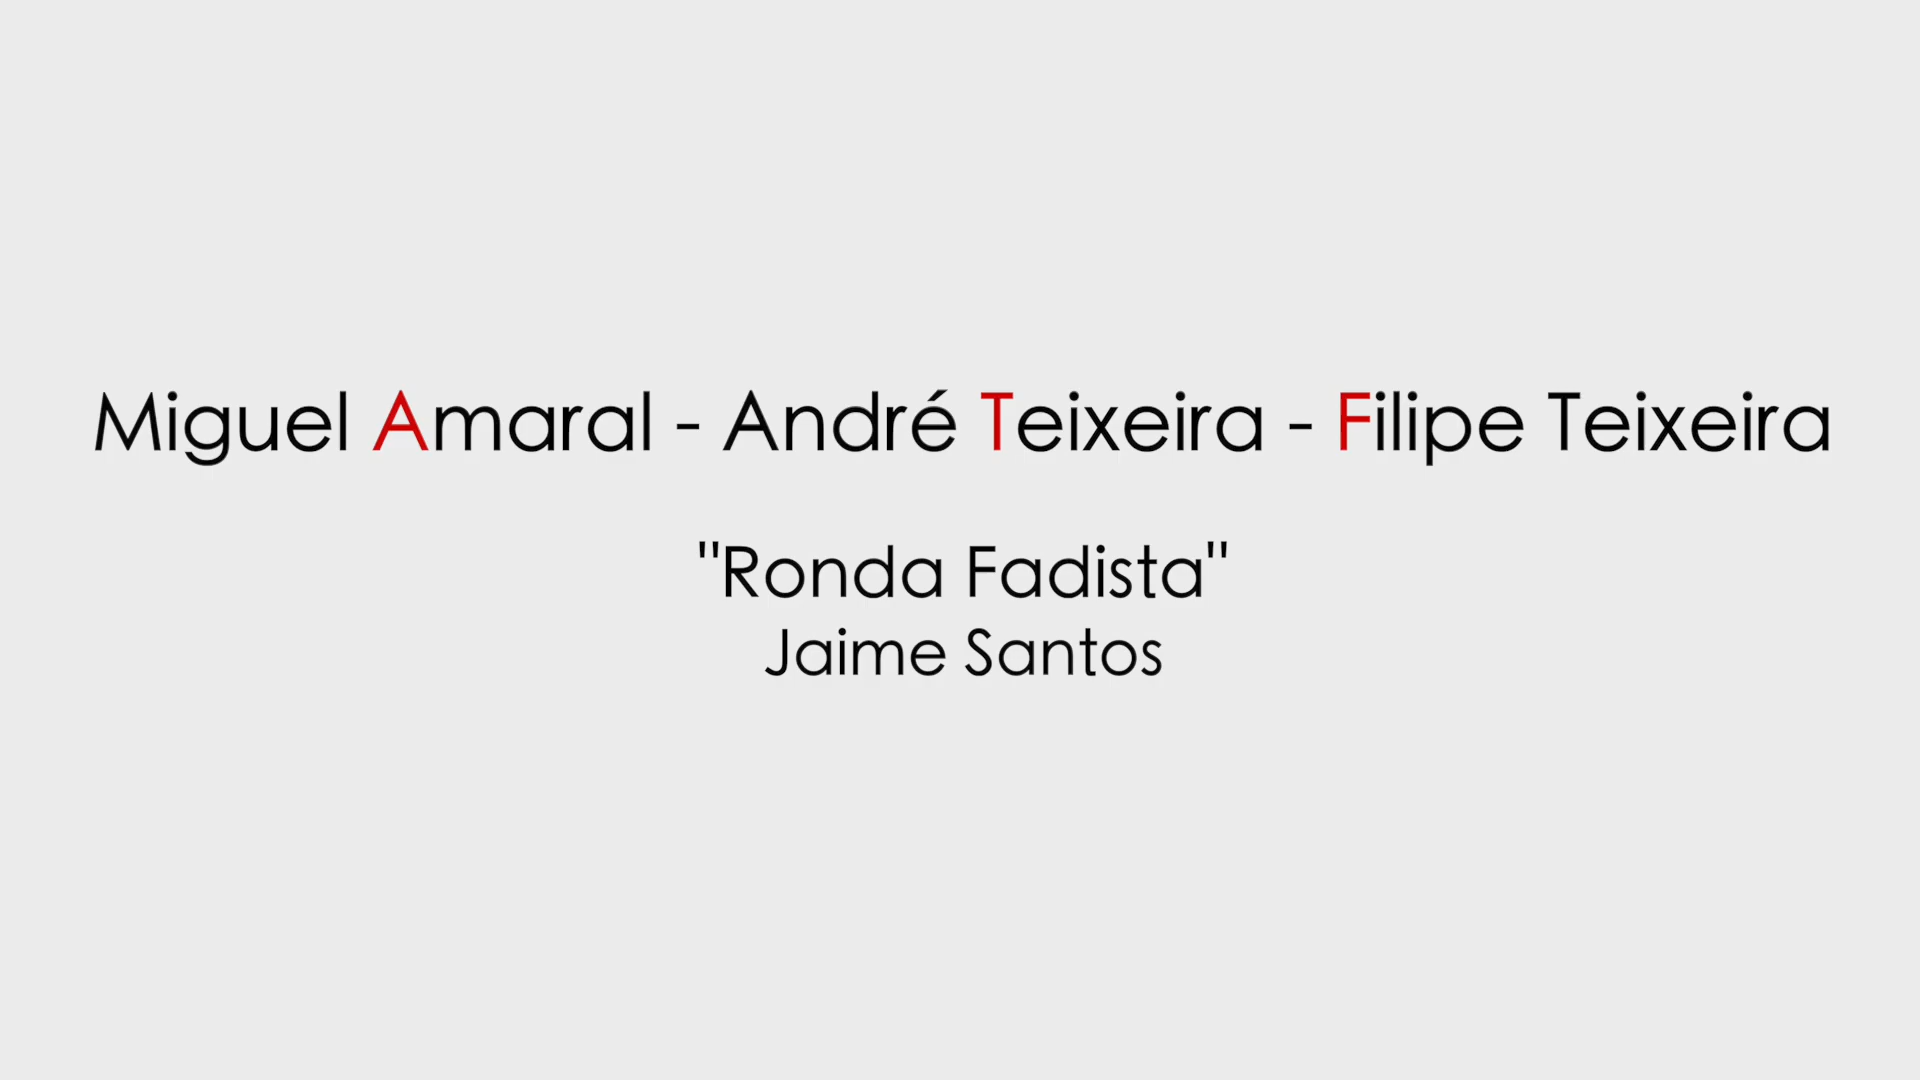 Miguel Amaral - André Teixeira - Filipe Teixeira
"Ronda Fadista"
Jaime Santos